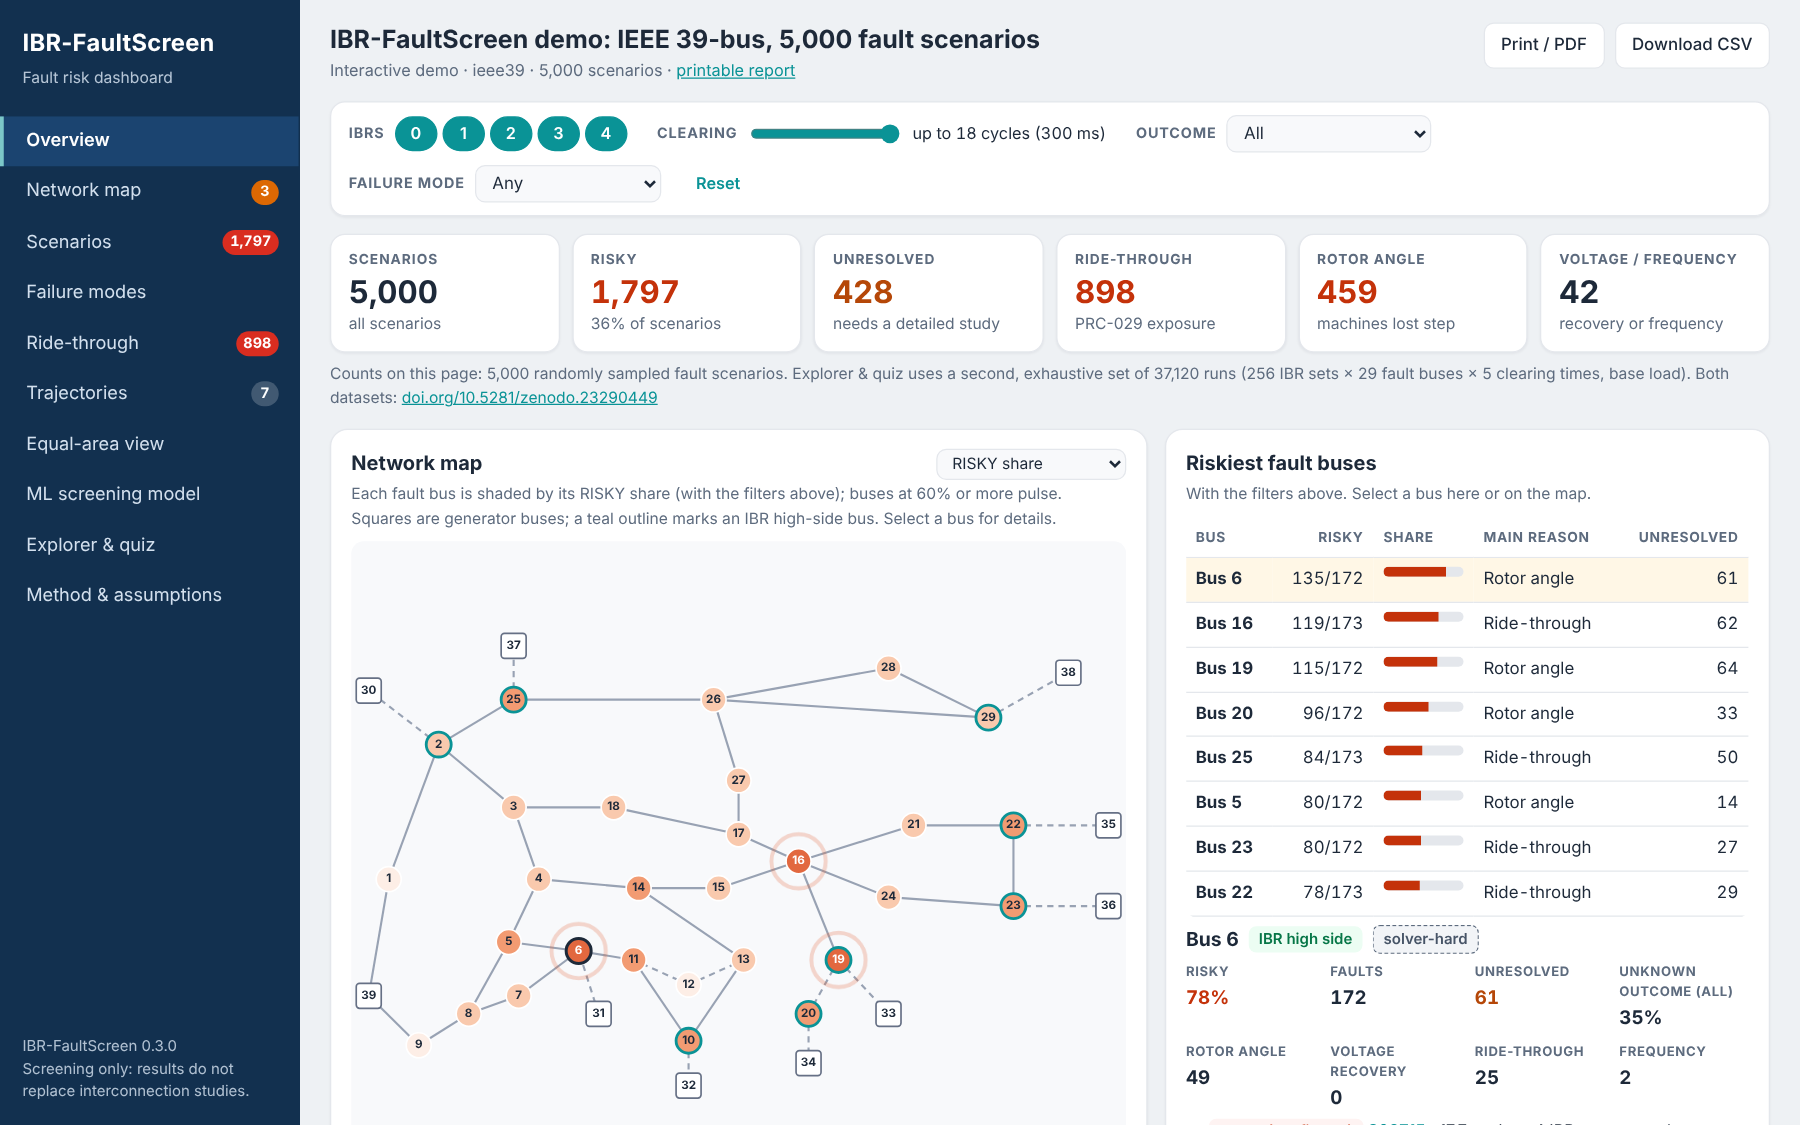 IBR-FaultScreen
Fault risk dashboard
Overview
Network map 3
Scenarios 1,797
Failure modes
Ride-through 898
Trajectories 7
Equal-area view
ML screening model
Explorer & quiz
Method & assumptions
IBR-FaultScreen 0.3.0
Screening only: results do not
replace interconnection studies.
IBR-FaultScreen demo: IEEE 39-bus, 5,000 fault scenarios
Interactive demo · ieee39 · 5,000 scenarios · printable report
Print / PDF
Download CSV
IBRS 0 1 2 3 4 CLEARING up to 18 cycles (300 ms) OUTCOME All
FAILURE MODE Any Reset
SCENARIOS
5,000
all scenarios
RISKY
1,797
36% of scenarios
UNRESOLVED
428
needs a detailed study
RIDE-THROUGH
898
PRC-029 exposure
ROTOR ANGLE
459
machines lost step
VOLTAGE / FREQUENCY
42
recovery or frequency
Counts on this page: 5,000 randomly sampled fault scenarios. Explorer & quiz uses a second, exhaustive set of 37,120 runs (256 IBR sets × 29 fault buses × 5 clearing times, base load). Both
datasets: doi.org/10.5281/zenodo.23290449
Network map
RISKY share
Each fault bus is shaded by its RISKY share (with the filters above); buses at 60% or more pulse.
Squares are generator buses; a teal outline marks an IBR high-side bus. Select a bus for details.
37
28
38
30
25
26
29
2
27
3
18
21
22
35
17
16
1
4
14
15
24
23
36
5
6
11
13
19
12
39
7
8
31
20
33
9
10
34
32
Riskiest fault buses
With the filters above. Select a bus here or on the map.
BUS RISKY SHARE MAIN REASON UNRESOLVED
Bus 6 135/172 Rotor angle 61
Bus 16 119/173 Ride-through 62
Bus 19 115/172 Rotor angle 64
Bus 20 96/172 Rotor angle 33
Bus 25 84/173 Ride-through 50
Bus 5 80/172 Rotor angle 14
Bus 23 80/172 Ride-through 27
Bus 22 78/173 Ride-through 29
Bus 6 IBR high side solver-hard
RISKY
78%
FAULTS
172
UNRESOLVED
61
UNKNOWN
OUTCOME (ALL)
35%
ROTOR ANGLE
49
VOLTAGE
RECOVERY
0
RIDE-THROUGH
25
FREQUENCY
2